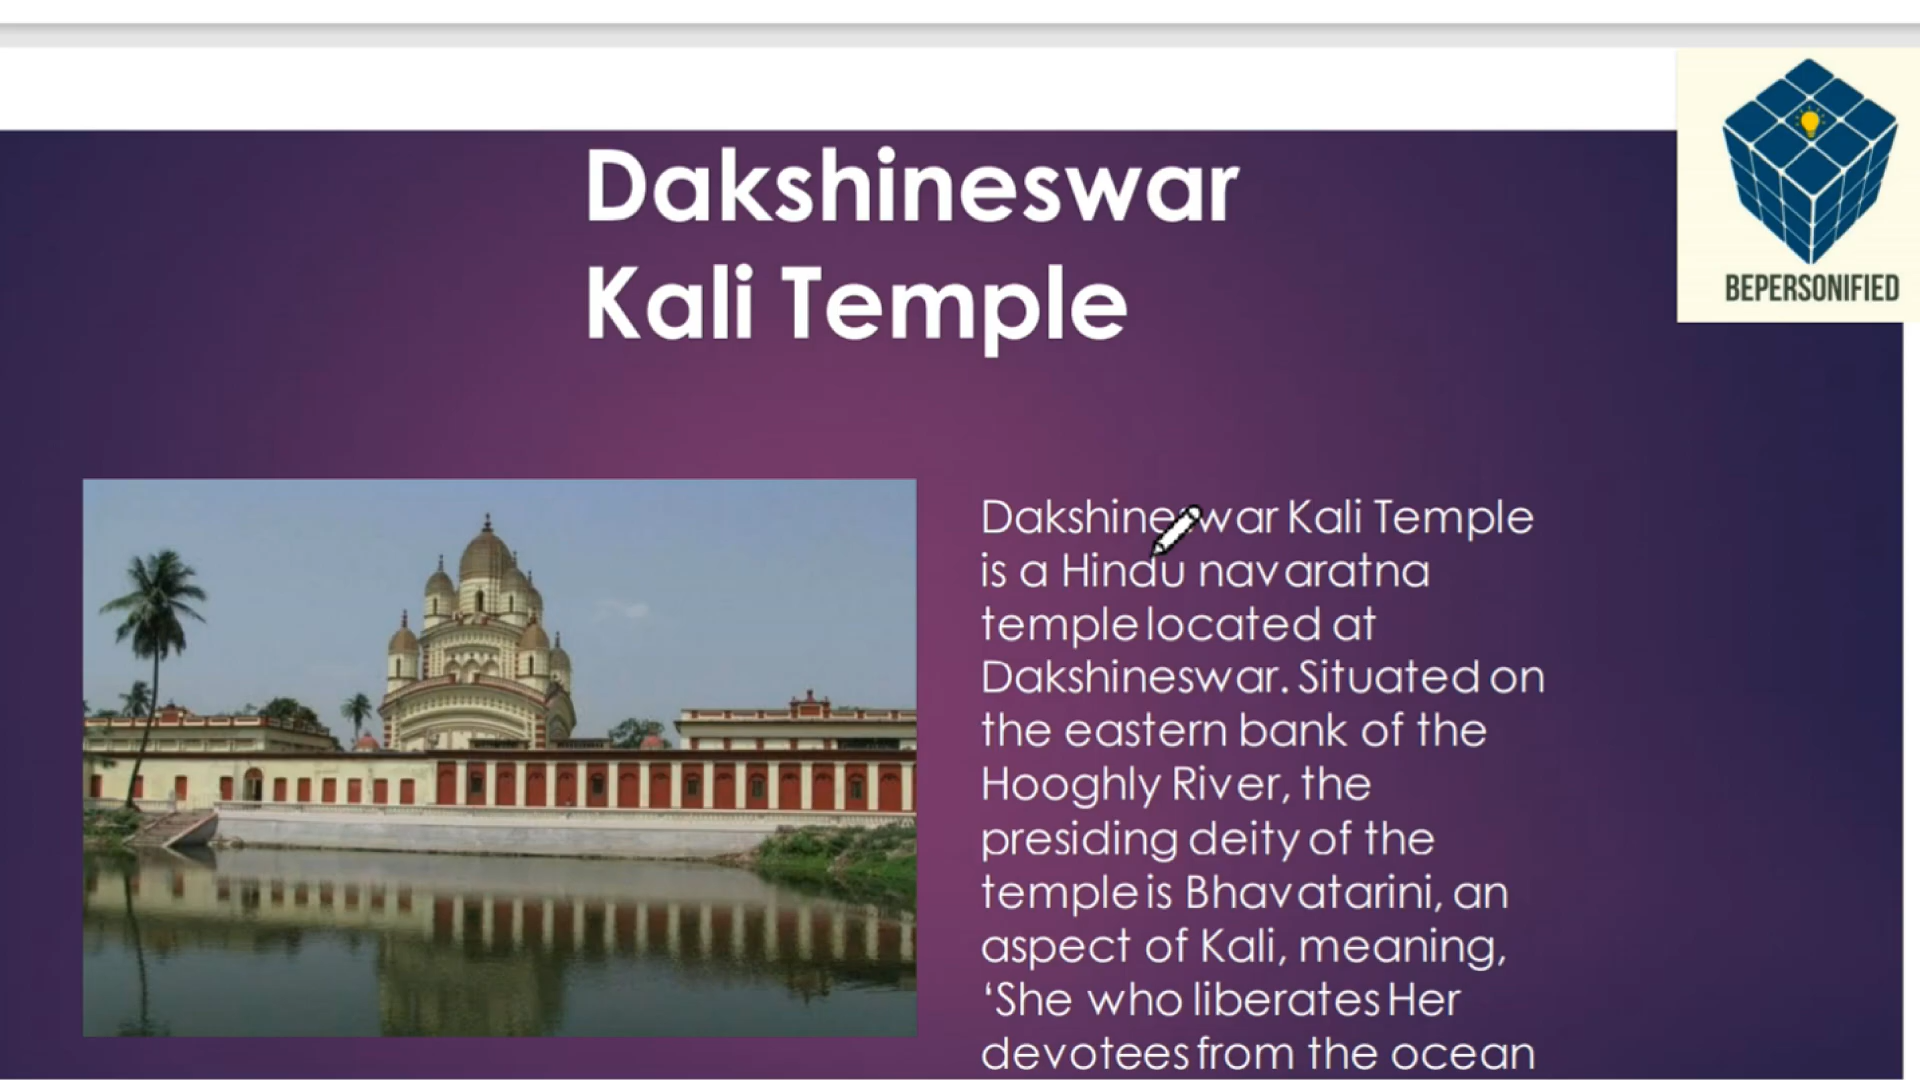 Dakshineswar
Kali Temple
BEPERSONIFIED
Dakshineswar Kali Temple
is a Hindu navaratna
temple located at
Dakshineswar. Situated on
the eastern bank of the
Hooghly River, the
presiding deity of the
temple is Bhavatarini, an
aspect of Kali, meaning,
‘She who liberates Her
devotees from the ocean